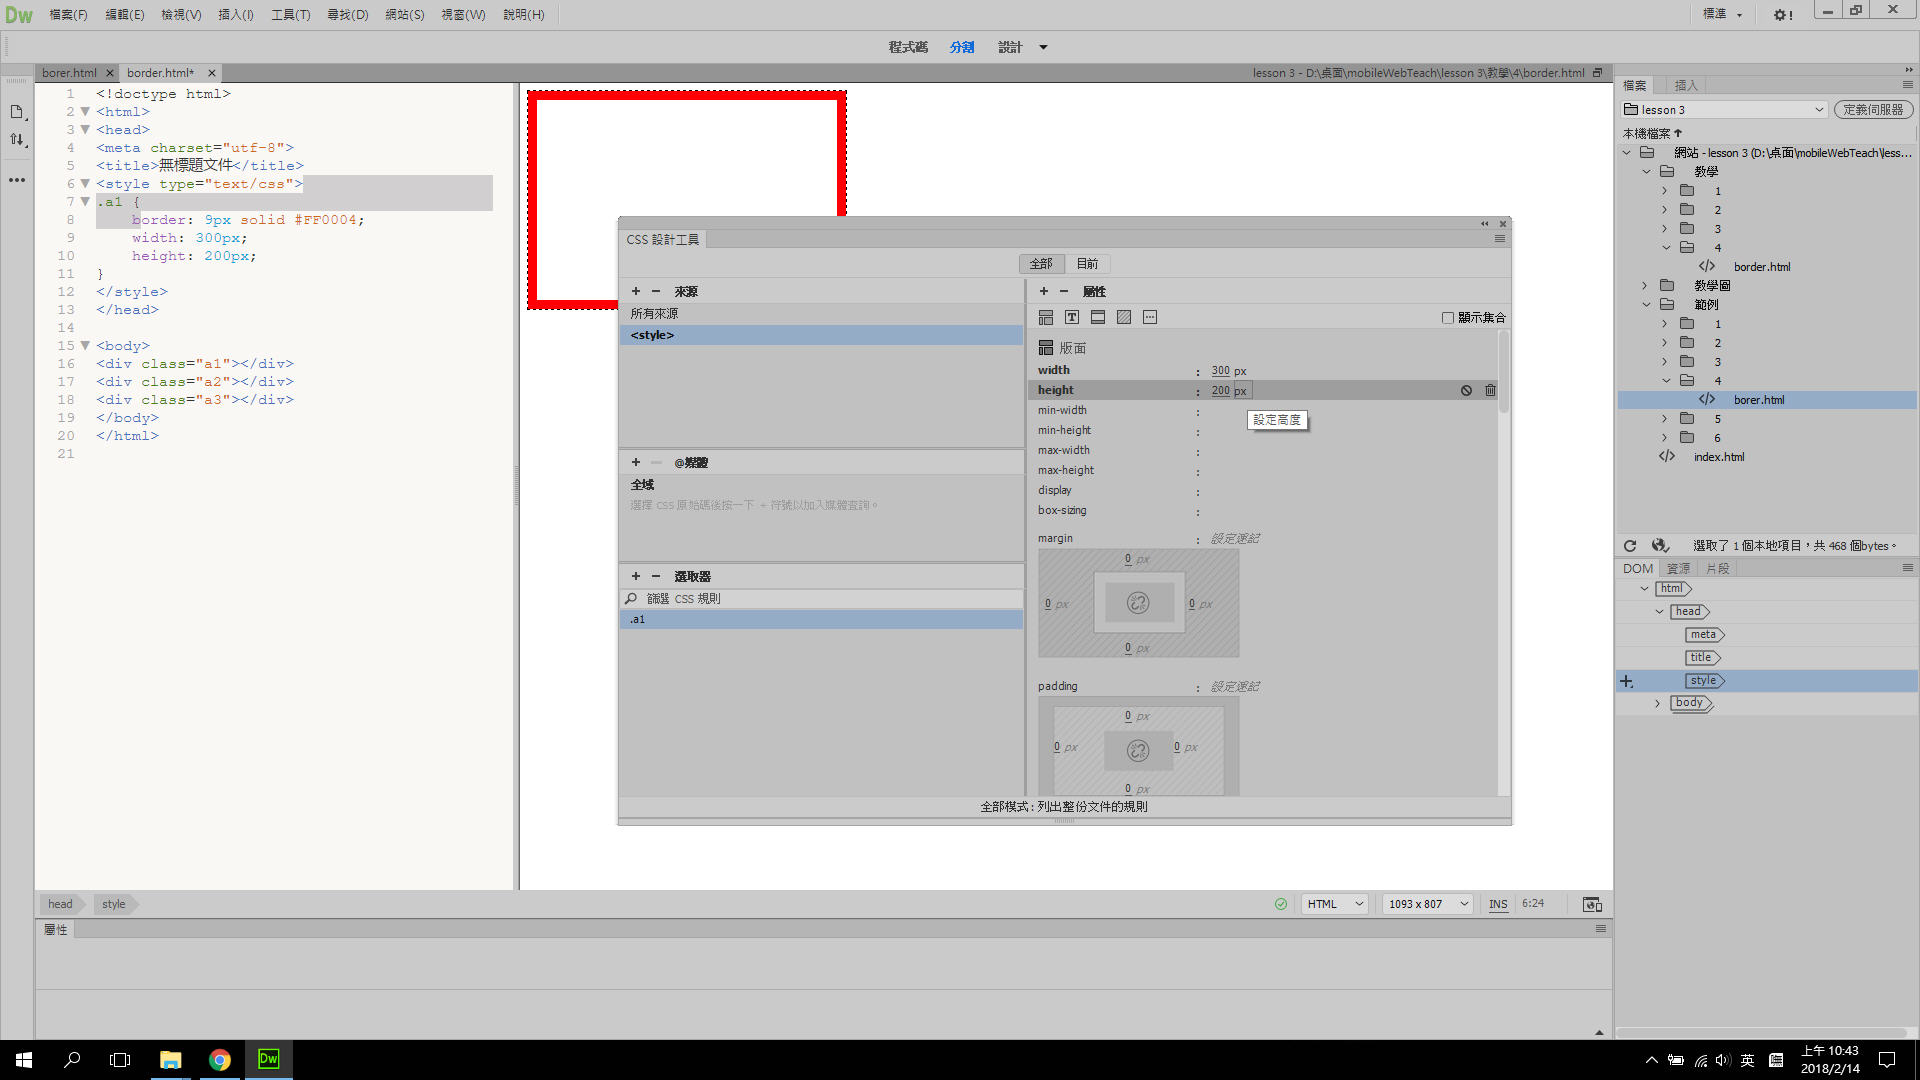 Dw 檔案(F) 編輯(E) 檢視(V) 插入(I) 工具(T) 尋找(D) 網站(S) 視窗(W) 說明(H) 標準
程式碼 分割 設計
borer.html border.html* lesson 3 - D:\桌面\mobileWebTeach\lesson 3\教學\4\border.html
1 <!doctype html>
2 <html>
3 <head>
4 <meta charset="utf-8">
5 <title>無標題文件</title>
6 <style type="text/css">
7 .a1 {
8 border: 9px solid #FF0004;
9 width: 300px;
10 height: 200px;
11 }
12 </style>
13 </head>
14
15 <body>
16 <div class="a1"></div>
17 <div class="a2"></div>
18 <div class="a3"></div>
19 </body>
20 </html>
21
CSS 設計工具
全部 目前
+ − 來源
所有來源
<style>
+ − @媒體
全域
選擇 CSS 原始碼後按一下 + 符號以加入媒體查詢。
+ − 選取器
篩選 CSS 規則
.a1
+ − 屬性
顯示集合
版面
width : 300 px
height : 200 px
設定高度
min-width :
min-height :
max-width :
max-height :
display :
box-sizing :
margin : 設定速記
0 px
0 px 0 px
0 px
padding : 設定速記
0 px
0 px 0 px
0 px
全部模式 : 列出整份文件的規則
head style HTML 1093 x 807 INS 6:24
屬性
檔案 插入
lesson 3 定義伺服器
本機檔案
網站 - lesson 3 (D:\桌面\mobileWebTeach\less...
教學
1
2
3
4
border.html
教學圖
範例
1
2
3
4
borer.html
5
6
index.html
選取了 1 個本地項目，共 468 個bytes。
DOM 資源 片段
html
head
meta
title
style
body
Dw 英 上午 10:43
2018/2/14